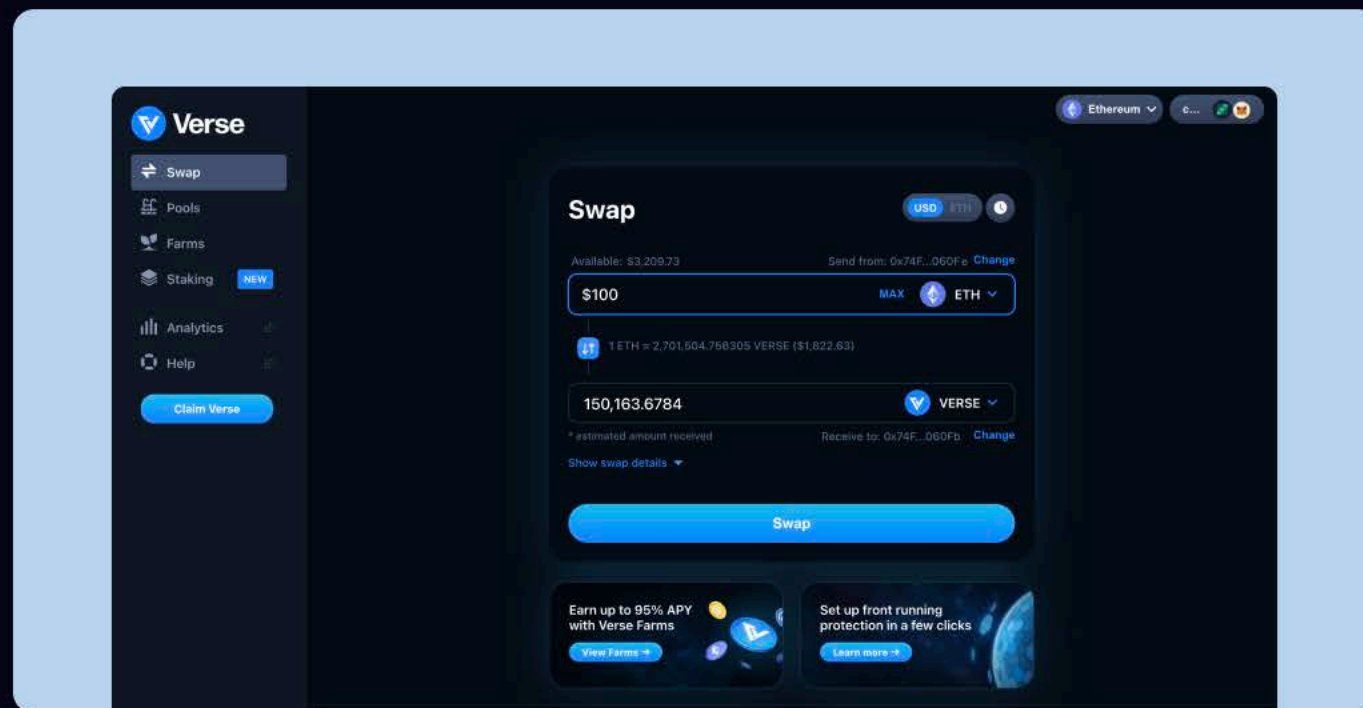 Verse
Swap
Pools
Farms
Staking NEW
Analytics
Help
Claim Verse
Ethereum c...
Swap
USD ETH
Available: $3,209.73 Send from: 0x74F...060Fe Change
$100 MAX ETH
1 ETH = 2,701,504.756305 VERSE ($1,822.63)
150,163.6784 VERSE
* estimated amount received Receive to: 0x74F...060Fb Change
Show swap details
Swap
Earn up to 95% APY
with Verse Farms
View Farms →
Set up front running
protection in a few clicks
Learn more →